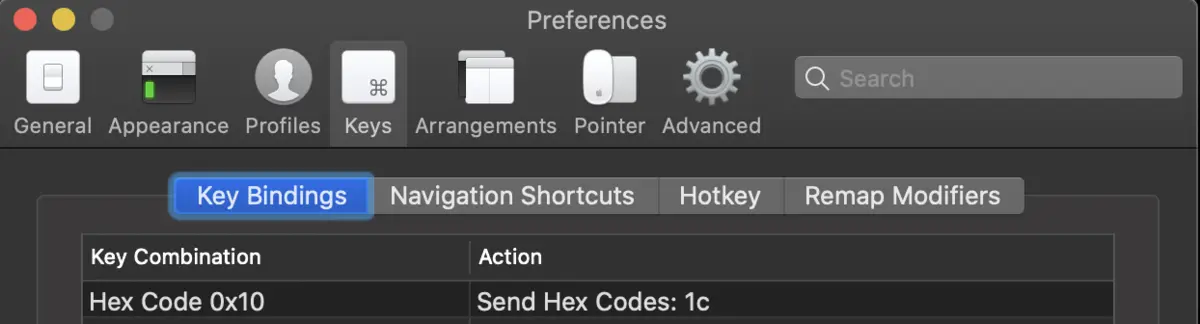 Preferences
General Appearance Profiles Keys Arrangements Pointer Advanced Search
Key Bindings Navigation Shortcuts Hotkey Remap Modifiers
Key Combination Action
Hex Code 0x10 Send Hex Codes: 1c